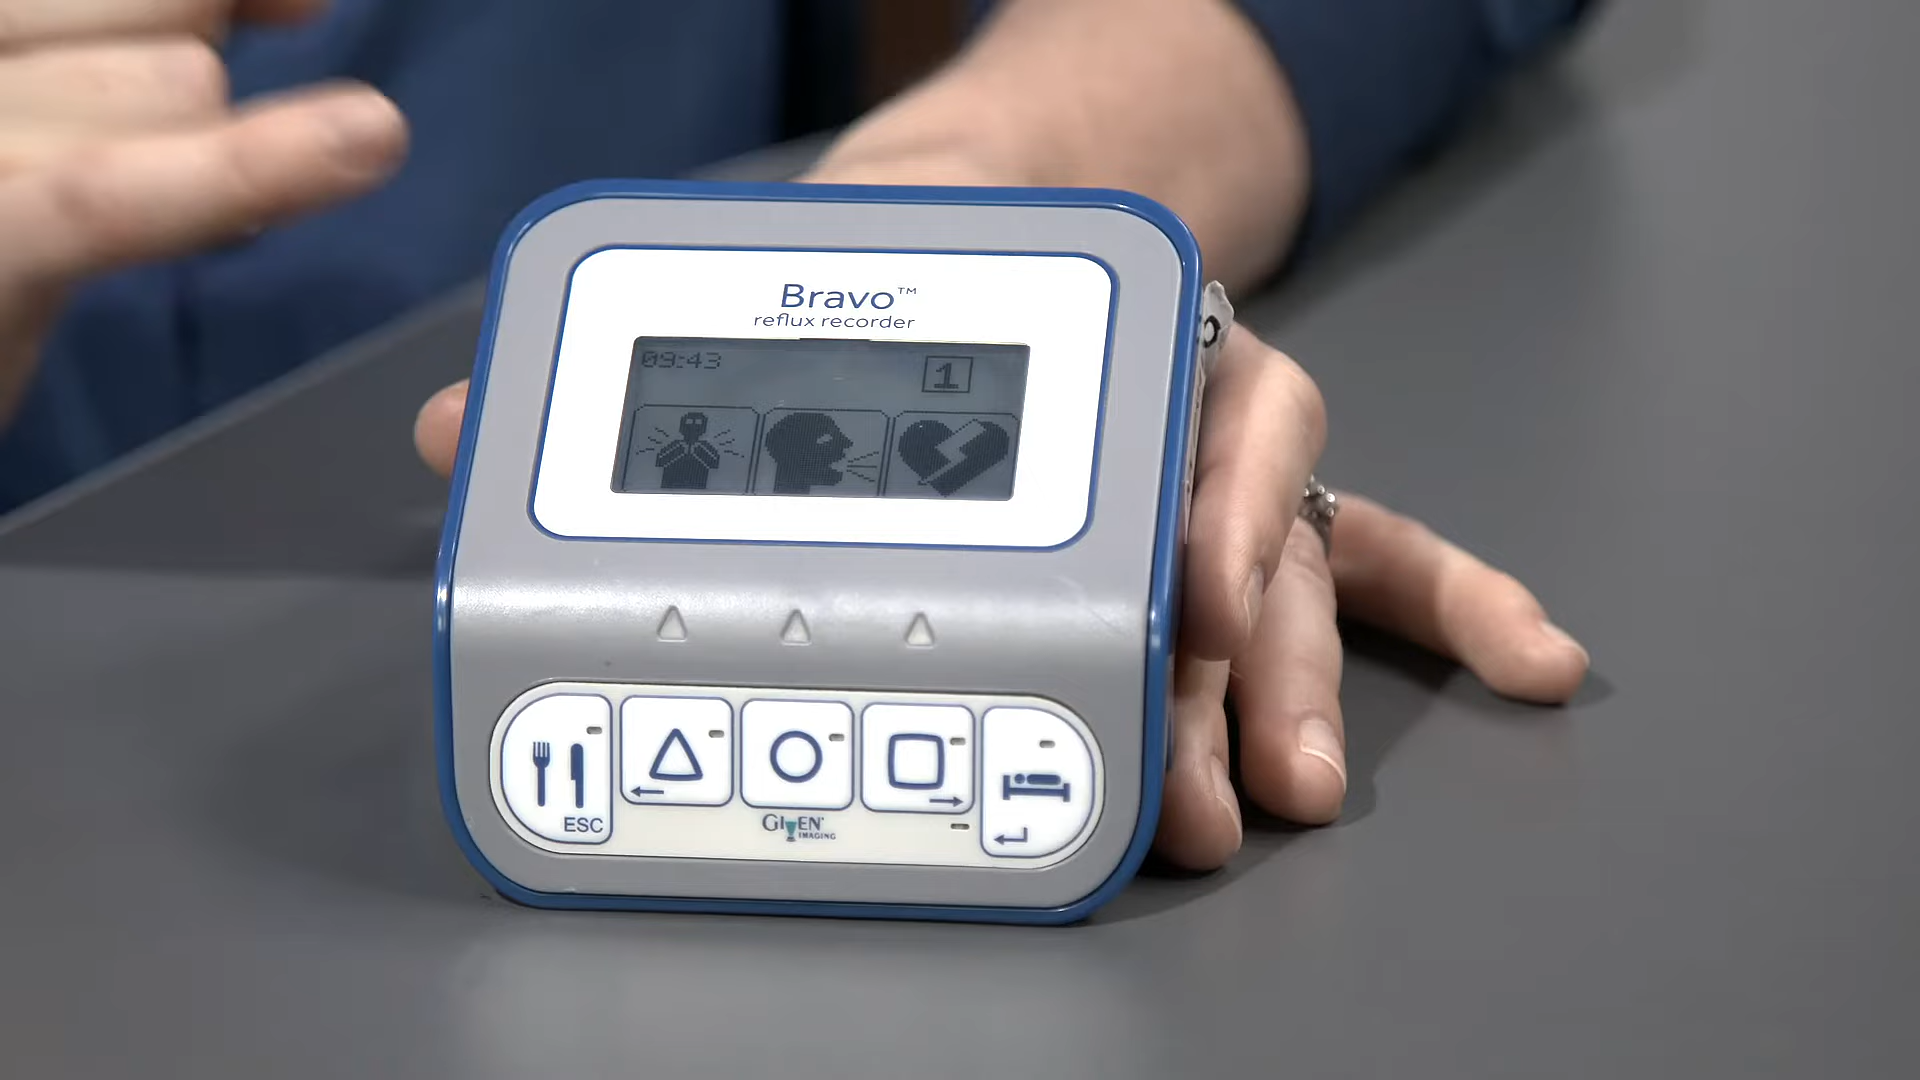 Bravo™
reflux recorder
09:43
1
ESC
GIVEN
IMAGING